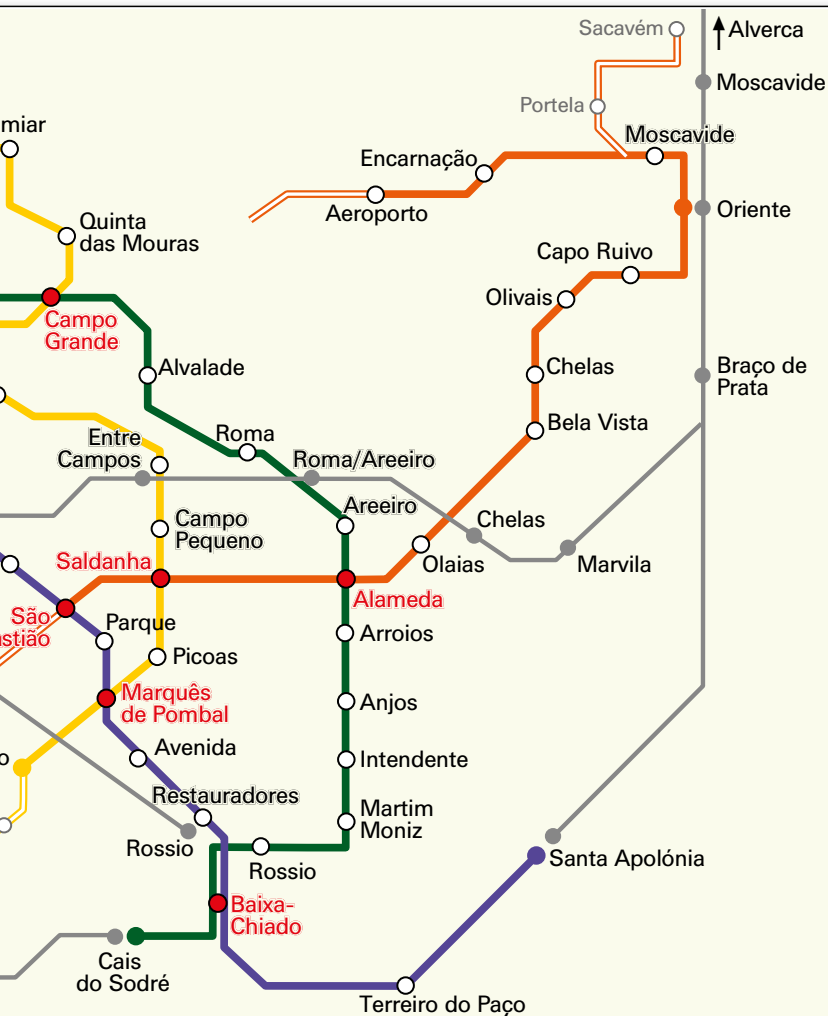 Sacavém
Alverca
Moscavide
Portela
miar
Moscavide
Encarnação
Aeroporto
Oriente
Quinta
das Mouras
Capo Ruivo
Olivais
Campo
Grande
Alvalade
Chelas
Braço de
Prata
Bela Vista
Roma
Entre
Campos
Roma/Areeiro
Areeiro
Chelas
Campo
Pequeno
Saldanha
Olaias
Marvila
Alameda
São
astião
Parque
Arroios
Picoas
Marquês
de Pombal
Anjos
Avenida
o
Intendente
Restauradores
Martim
Moniz
Rossio
Rossio
Santa Apolónia
Baixa-
Chiado
Cais
do Sodré
Terreiro do Paço